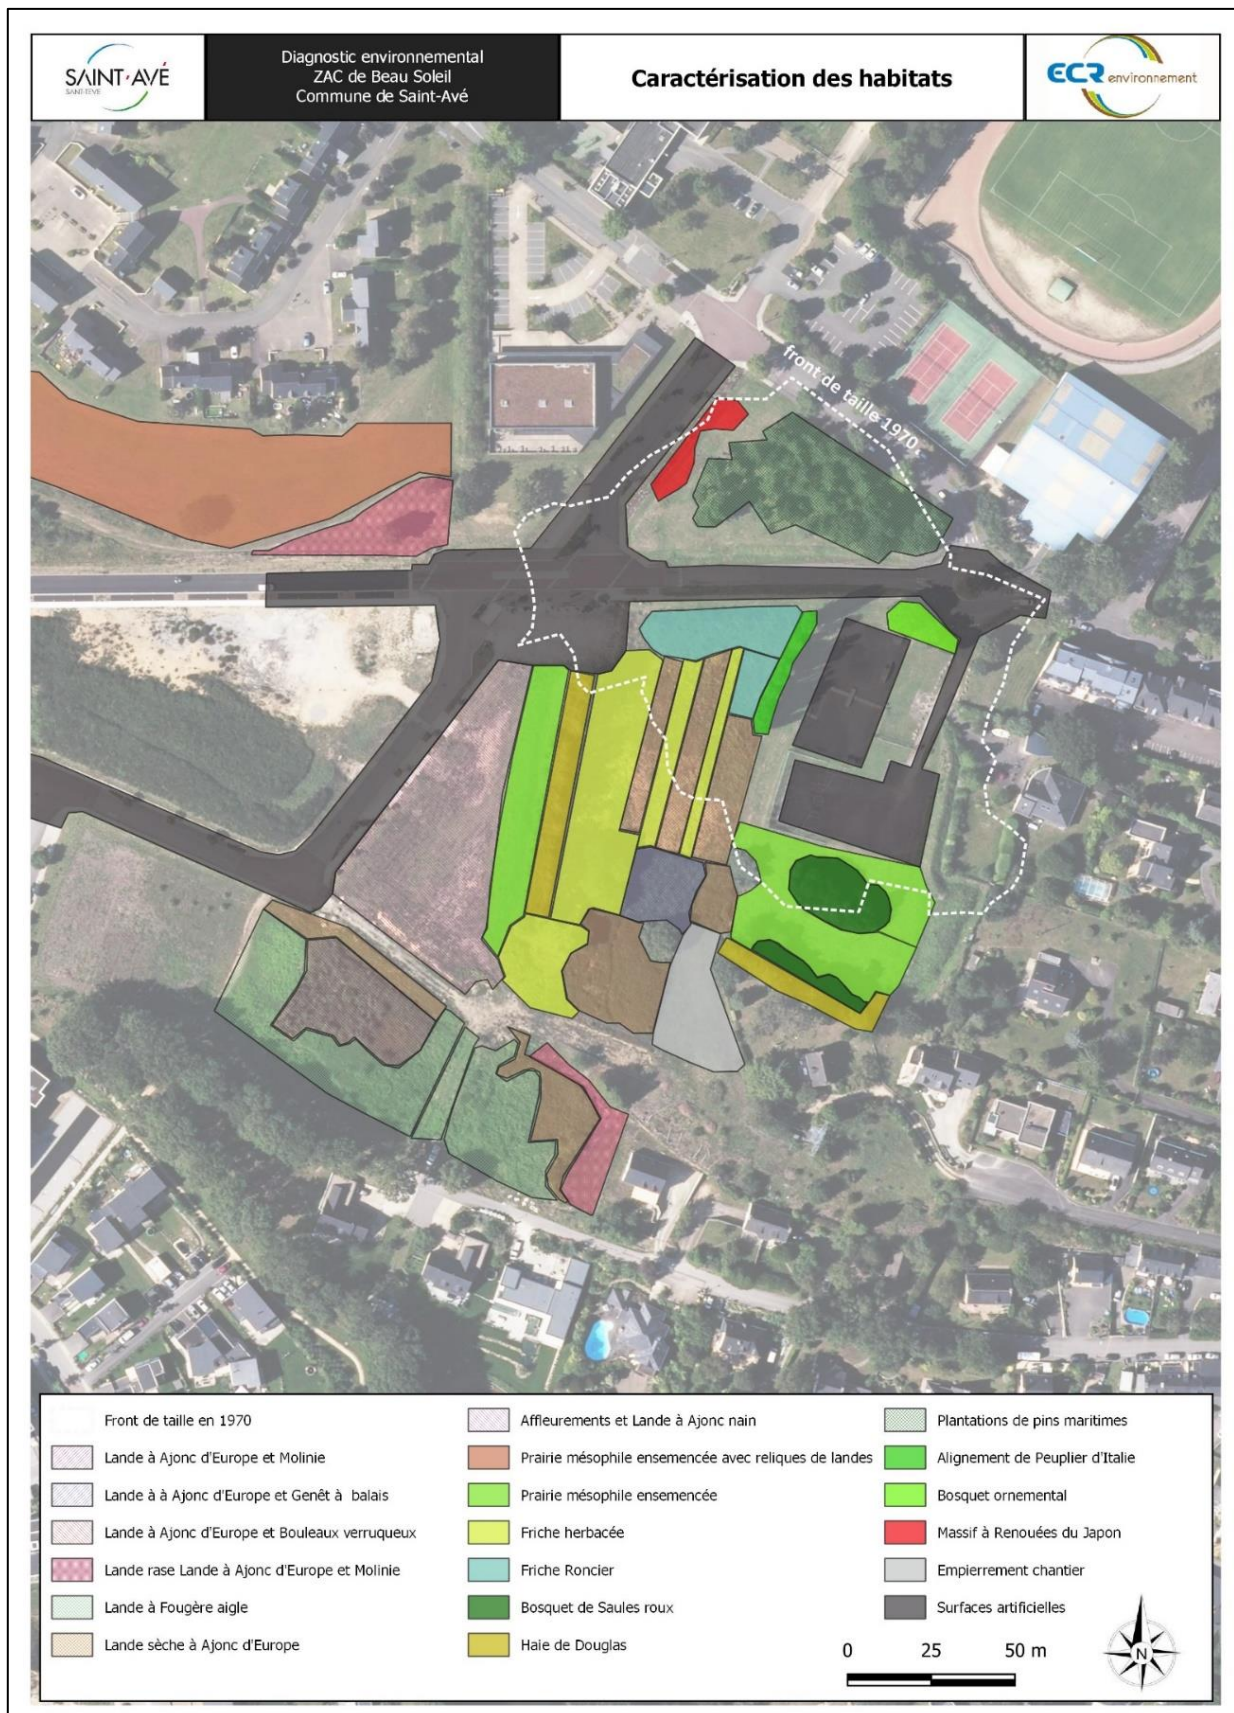 SAINT·AVÉ
SANT-TEVE
Diagnostic environnemental
ZAC de Beau Soleil
Commune de Saint-Avé
Caractérisation des habitats
ECR environnement
front de taille 1970
Front de taille en 1970
Lande à Ajonc d'Europe et Molinie
Lande à à Ajonc d'Europe et Genêt à balais
Lande à Ajonc d'Europe et Bouleaux verruqueux
Lande rase Lande à Ajonc d'Europe et Molinie
Lande à Fougère aigle
Lande sèche à Ajonc d'Europe
Affleurements et Lande à Ajonc nain
Prairie mésophile ensemencée avec reliques de landes
Prairie mésophile ensemencée
Friche herbacée
Friche Roncier
Bosquet de Saules roux
Haie de Douglas
Plantations de pins maritimes
Alignement de Peuplier d'Italie
Bosquet ornemental
Massif à Renouées du Japon
Empierrement chantier
Surfaces artificielles
0 25 50 m
N